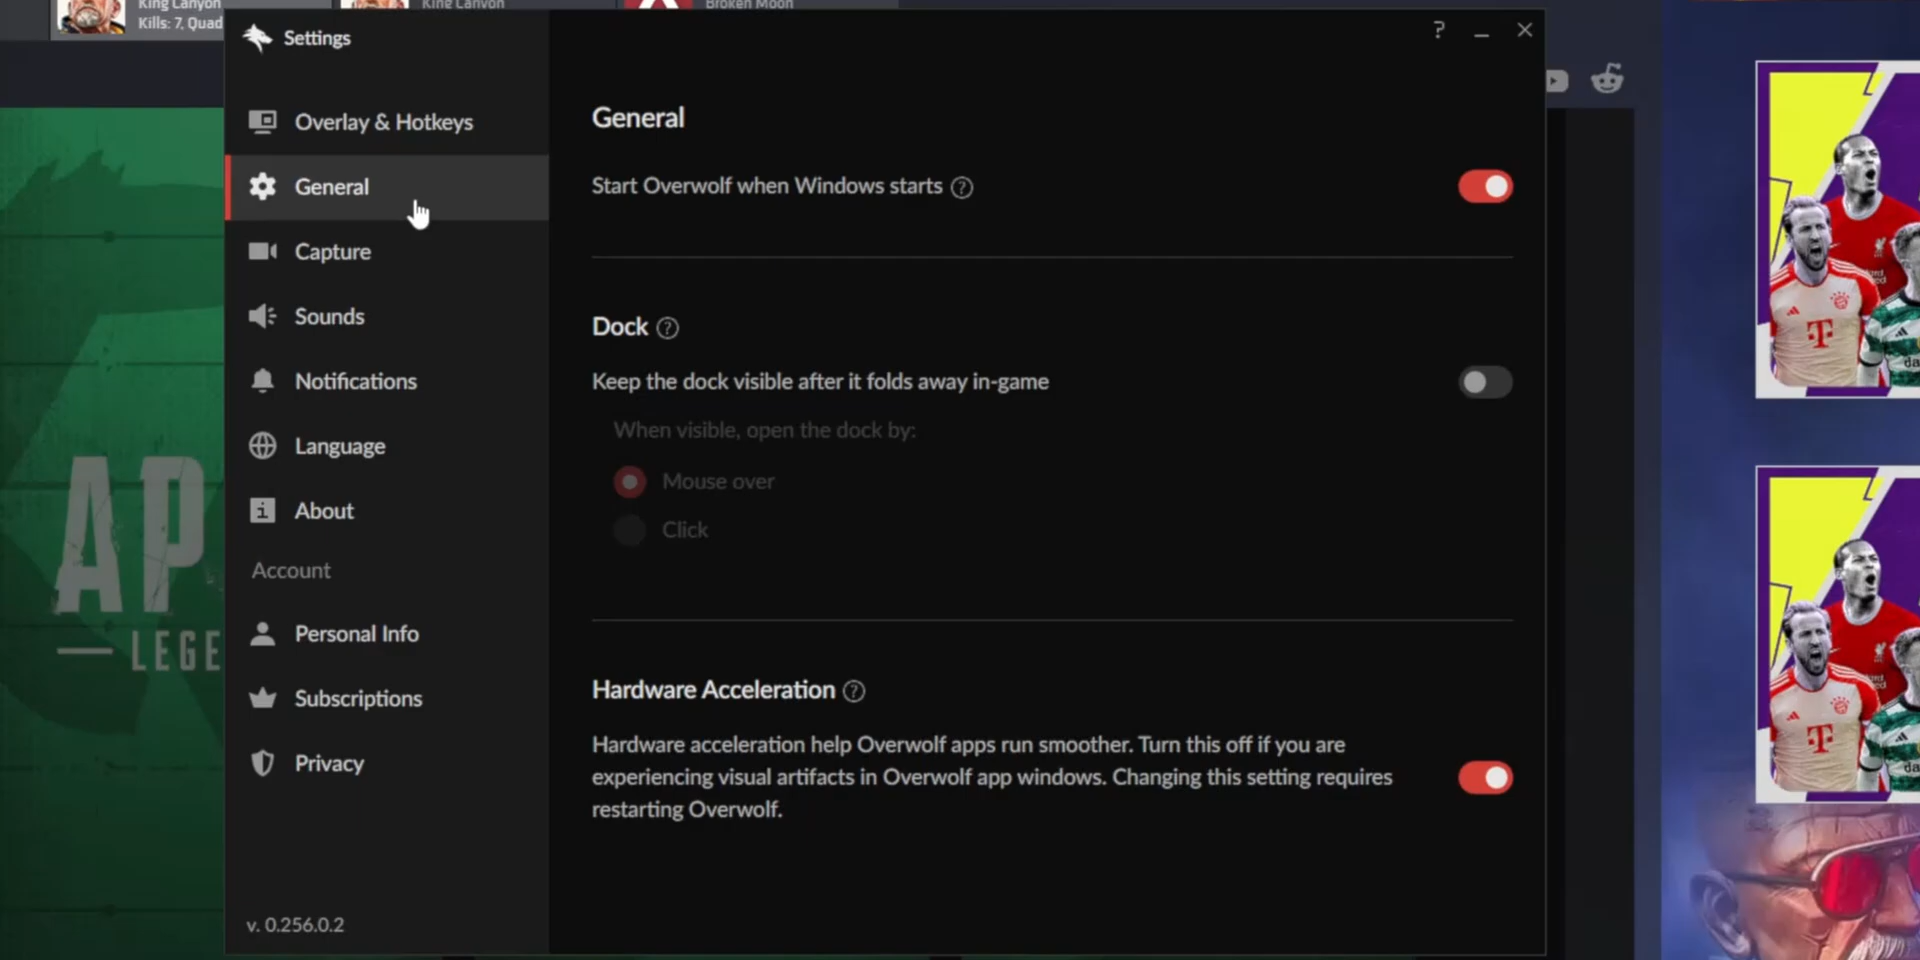 King Canyon
Kills: 7, Quad
King Canyon
Broken Moon
Settings
Overlay & Hotkeys
General
Capture
Sounds
Notifications
Language
About
Account
Personal Info
Subscriptions
Privacy
v. 0.256.0.2
General
Start Overwolf when Windows starts ?
Dock ?
Keep the dock visible after it folds away in-game
When visible, open the dock by:
Mouse over
Click
Hardware Acceleration ?
Hardware acceleration help Overwolf apps run smoother. Turn this off if you are
experiencing visual artifacts in Overwolf app windows. Changing this setting requires
restarting Overwolf.
AP
LEGE